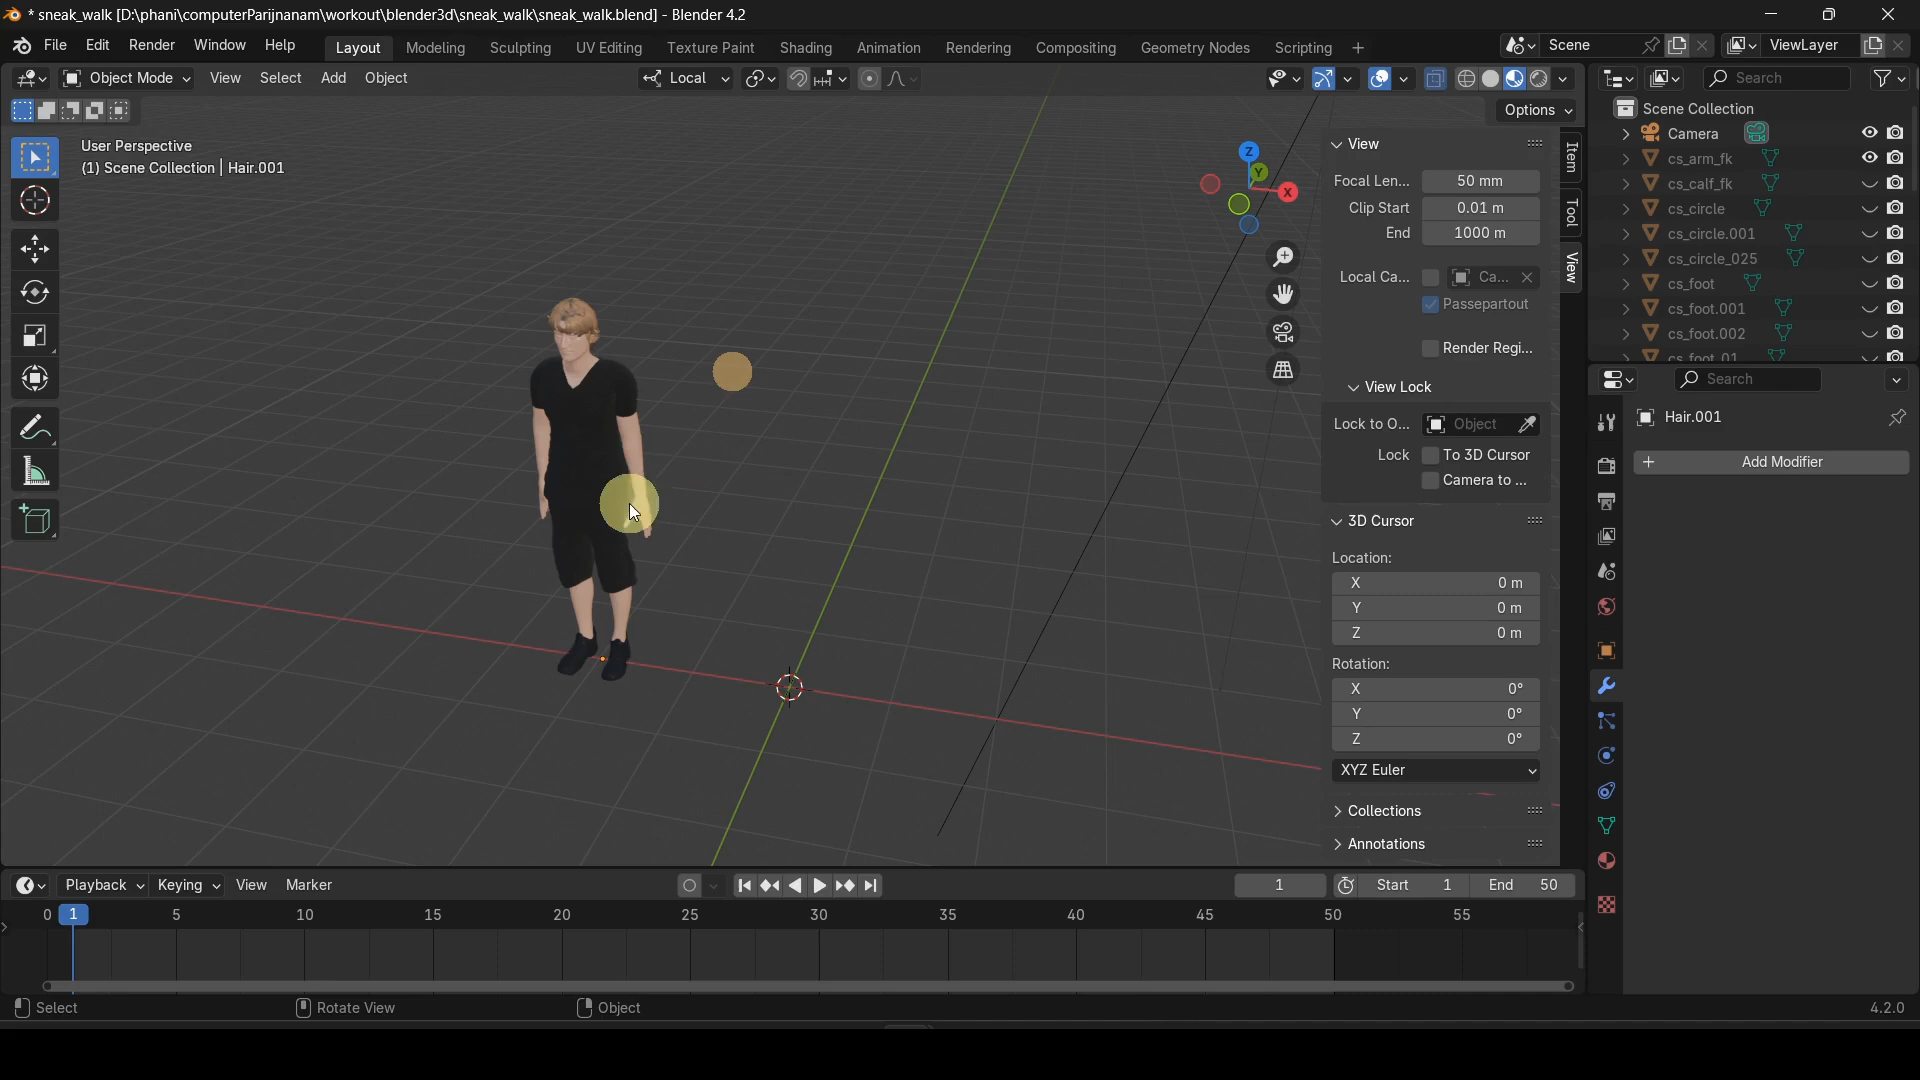 * sneak_walk [D:\phani\computerParijnanam\workout\blender3d\sneak_walk\sneak_walk.blend] - Blender 4.2
File Edit Render Window Help Layout Modeling Sculpting UV Editing Texture Paint Shading Animation Rendering Compositing Geometry Nodes Scripting + Scene ViewLayer
Object Mode View Select Add Object Local Search
Options
User Perspective
(1) Scene Collection | Hair.001
Z
Y
X
View
Focal Len... 50 mm
Clip Start 0.01 m
End 1000 m
Local Ca... Ca...
Passepartout
Render Regi...
View Lock
Lock to O... Object
Lock To 3D Cursor
Camera to ...
3D Cursor
Location:
X 0 m
Y 0 m
Z 0 m
Rotation:
X 0°
Y 0°
Z 0°
XYZ Euler
Collections
Annotations
Item
Tool
View
Scene Collection
Camera
cs_arm_fk
cs_calf_fk
cs_circle
cs_circle.001
cs_circle_025
cs_foot
cs_foot.001
cs_foot.002
cs_foot_01
Search
Hair.001
+ Add Modifier
Playback Keying View Marker 1 Start 1 End 50
0 1 5 10 15 20 25 30 35 40 45 50 55
Select Rotate View Object 4.2.0